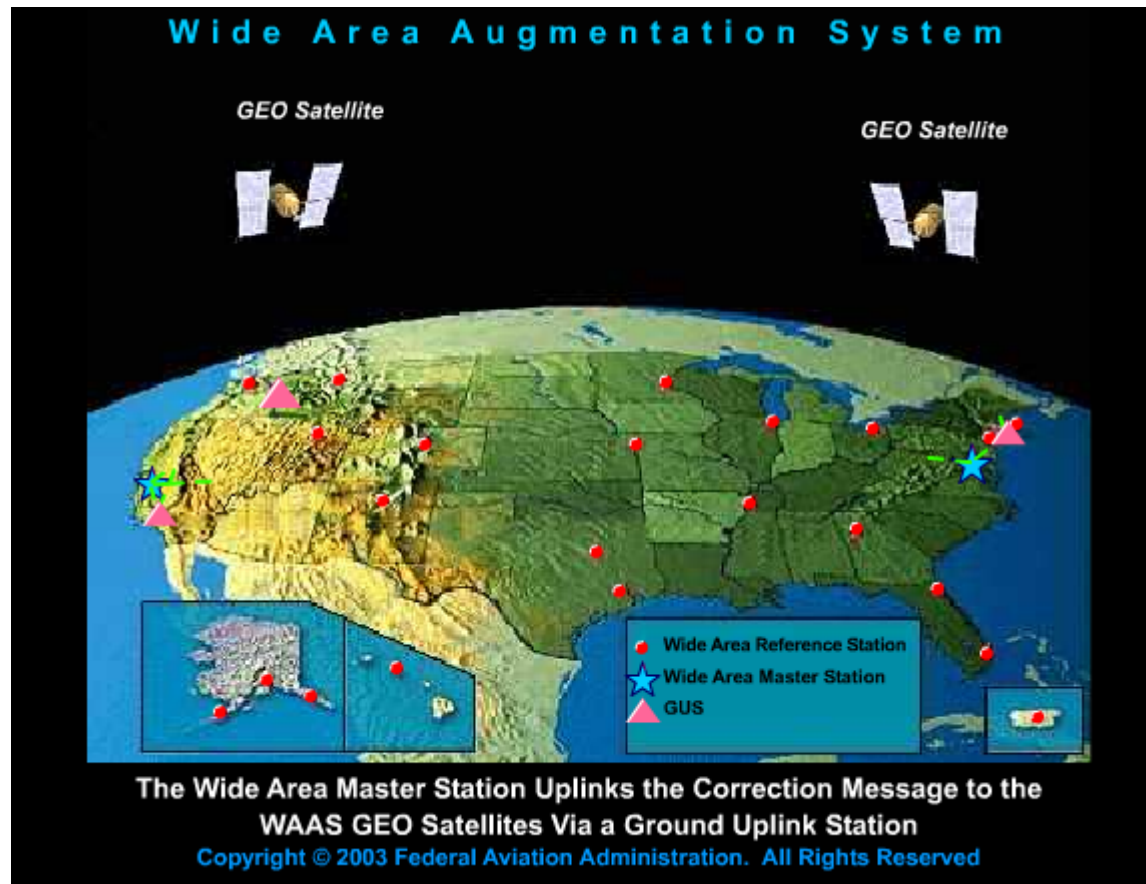 Wide Area Augmentation System
GEO Satellite
GEO Satellite
Wide Area Reference Station
Wide Area Master Station
GUS
The Wide Area Master Station Uplinks the Correction Message to the
WAAS GEO Satellites Via a Ground Uplink Station
Copyright © 2003 Federal Aviation Administration. All Rights Reserved